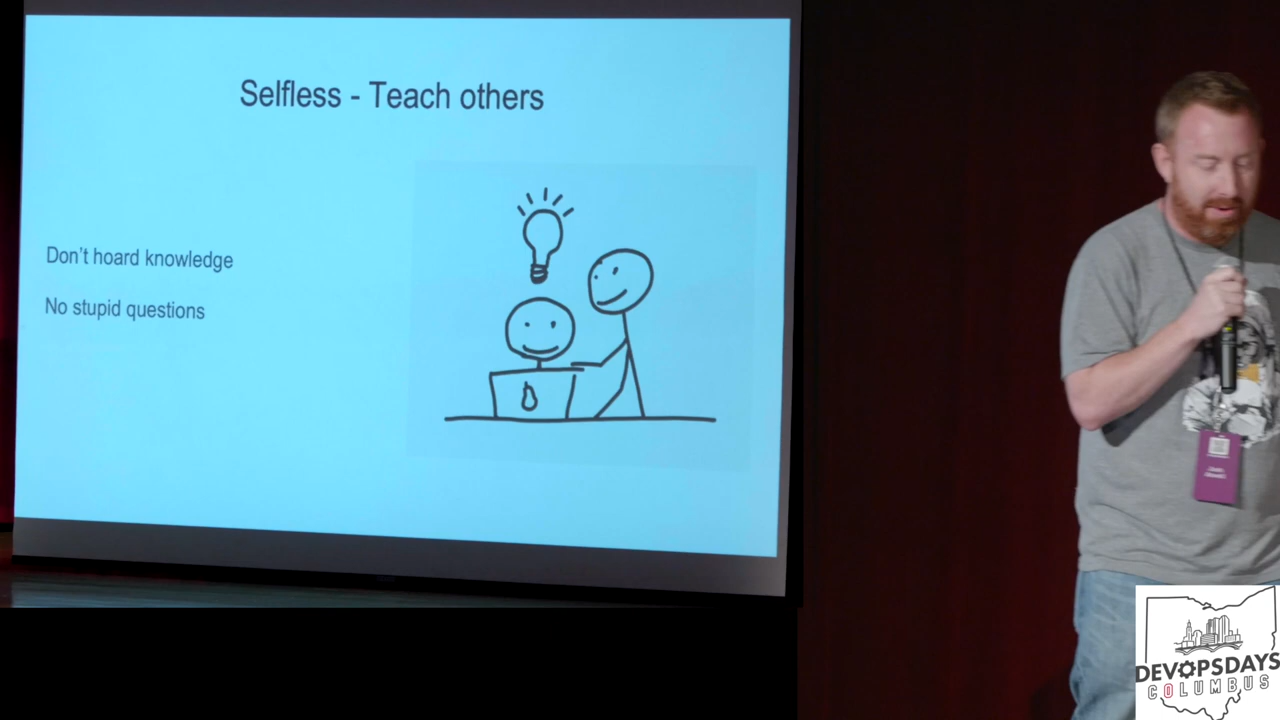 Selfless - Teach others
Don't hoard knowledge
No stupid questions
DEVOPSDAYS
COLUMBUS